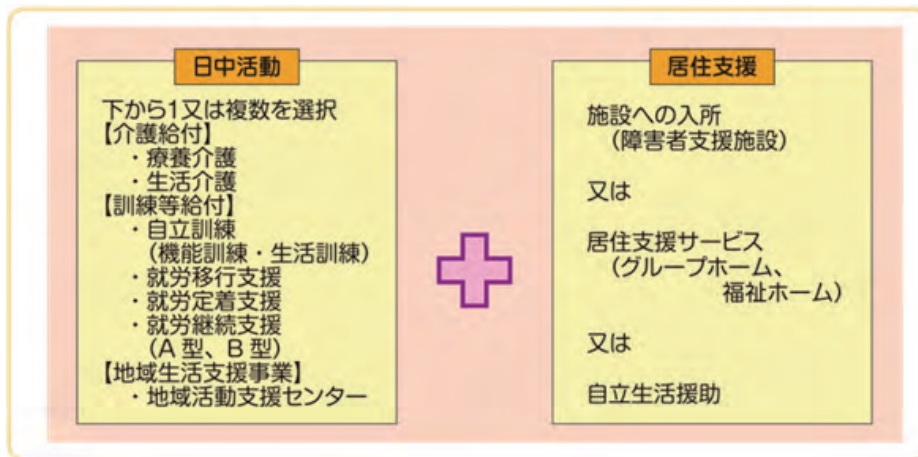 日中活動
下から1又は複数を選択
【介護給付】
・療養介護
・生活介護
【訓練等給付】
・自立訓練
(機能訓練・生活訓練)
・就労移行支援
・就労定着支援
・就労継続支援
(A 型、B 型)
【地域生活支援事業】
・地域活動支援センター
居住支援
施設への入所
(障害者支援施設)
又は
居住支援サービス
(グループホーム、
福祉ホーム)
又は
自立生活援助